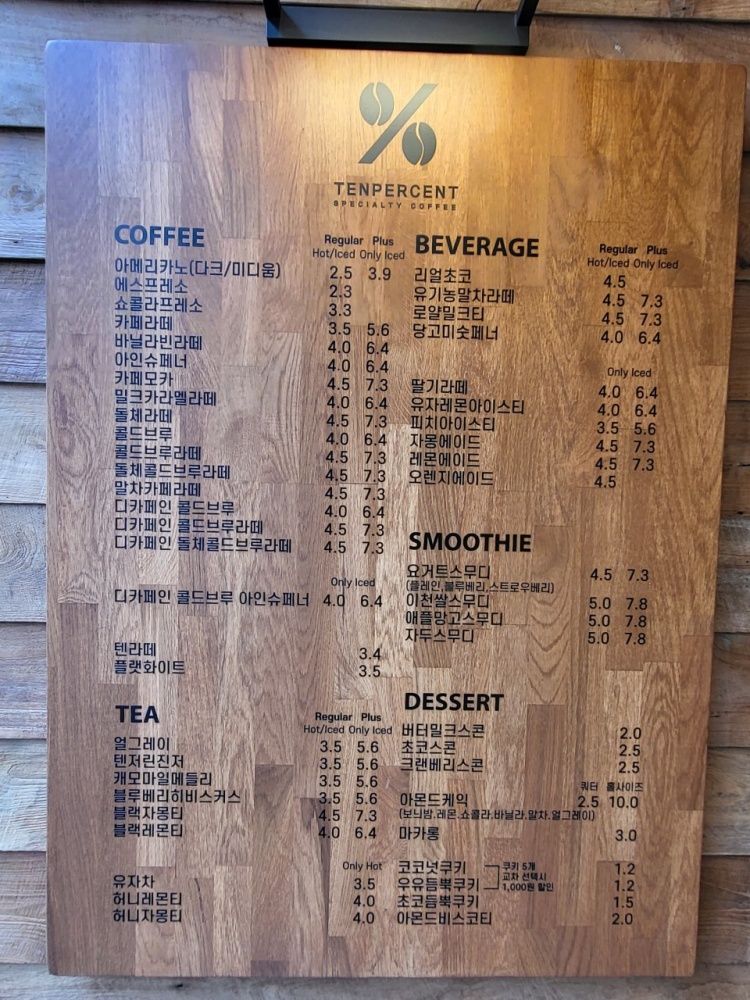 TENPERCENT
SPECIALTY COFFEE
COFFEE
Regular Plus
Hot/Iced Only Iced
아메리카노(다크/미디움) 2.5 3.9
에스프레소 2.3
쇼콜라프레소 3.3
카페라떼 3.5 5.6
바닐라빈라떼 4.0 6.4
아인슈페너 4.0 6.4
카페모카 4.5 7.3
밀크카라멜라떼 4.0 6.4
돌체라떼 4.5 7.3
콜드브루 4.0 6.4
콜드브루라떼 4.5 7.3
돌체콜드브루라떼 4.5 7.3
말차카페라떼 4.5 7.3
디카페인 콜드브루 4.0 6.4
디카페인 콜드브루라떼 4.5 7.3
디카페인 돌체콜드브루라떼 4.5 7.3
Only Iced
디카페인 콜드브루 아인슈페너 4.0 6.4
텐라떼 3.4
플랫화이트 3.5
TEA
Regular Plus
Hot/Iced Only Iced
얼그레이 3.5 5.6
텐저린진저 3.5 5.6
캐모마일메들리 3.5 5.6
블루베리히비스커스 3.5 5.6
블랙자몽티 4.5 7.3
블랙레몬티 4.0 6.4
Only Hot
유자차 3.5
허니레몬티 4.0
허니자몽티 4.0
BEVERAGE
Regular Plus
Hot/Iced Only Iced
리얼초코 4.5
유기농말차라떼 4.5 7.3
로얄밀크티 4.5 7.3
당고미숫페너 4.0 6.4
Only Iced
딸기라떼 4.0 6.4
유자레몬아이스티 4.0 6.4
피치아이스티 3.5 5.6
자몽에이드 4.5 7.3
레몬에이드 4.5 7.3
오렌지에이드 4.5
SMOOTHIE
요거트스무디 4.5 7.3
(플레인,블루베리,스트로우베리)
이천쌀스무디 5.0 7.8
애플망고스무디 5.0 7.8
자두스무디 5.0 7.8
DESSERT
버터밀크스콘 2.0
초코스콘 2.5
크랜베리스콘 2.5
쿼터 홀사이즈
아몬드케익 2.5 10.0
(보늬밤.레몬.쇼콜라.바닐라.말차.얼그레이)
마카롱 3.0
코코넛쿠키 1.2
우유듬뿍쿠키 1.2
쿠키 5개
교차 선택시
1,000원 할인
초코듬뿍쿠키 1.5
아몬드비스코티 2.0